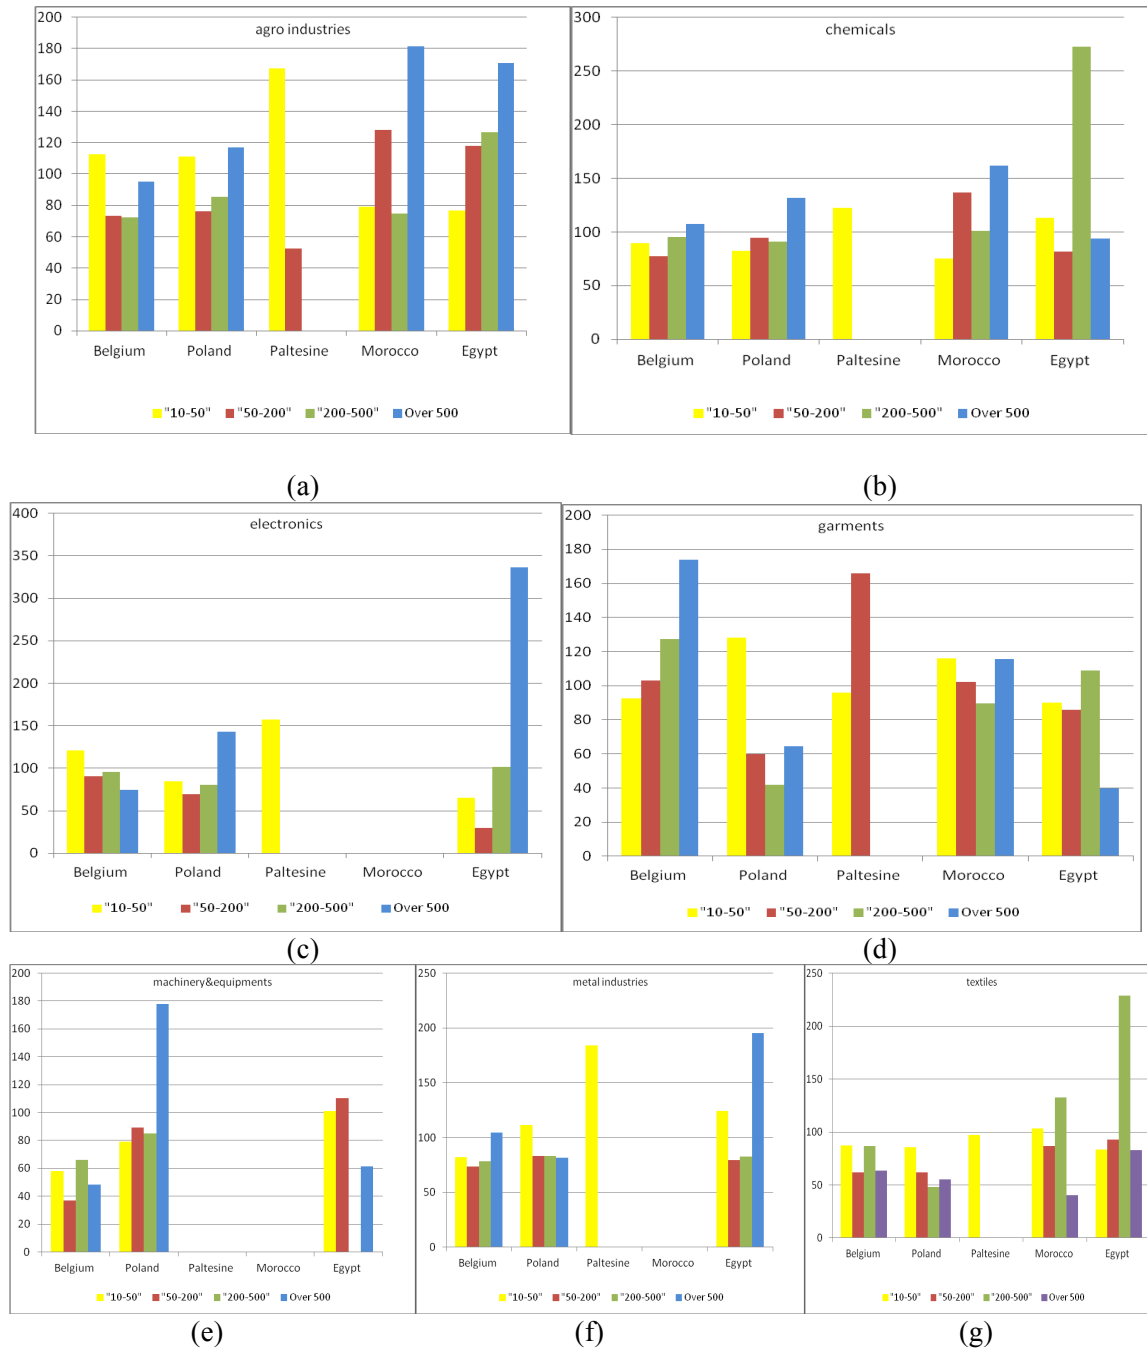 agro industries
200
180
160
140
120
100
80
60
40
20
0
Belgium Poland Paltesine Morocco Egypt
"10-50" "50-200" "200-500" Over 500
(a)
chemicals
300
250
200
150
100
50
0
Belgium Poland Paltesine Morocco Egypt
"10-50" "50-200" "200-500" Over 500
(b)
electronics
400
350
300
250
200
150
100
50
0
Belgium Poland Paltesine Morocco Egypt
"10-50" "50-200" "200-500" Over 500
(c)
garments
200
180
160
140
120
100
80
60
40
20
0
Belgium Poland Paltesine Morocco Egypt
"10-50" "50-200" "200-500" Over 500
(d)
machinery&equipments
200
180
160
140
120
100
80
60
40
20
0
Belgium Poland Paltesine Morocco Egypt
"10-50" "50-200" "200-500" Over 500
(e)
metal industries
250
200
150
100
50
0
Belgium Poland Paltesine Morocco Egypt
"10-50" "50-200" "200-500" Over 500
(f)
textiles
250
200
150
100
50
0
Belgium Poland Paltesine Morocco Egypt
"10-50" "50-200" "200-500" Over 500
(g)